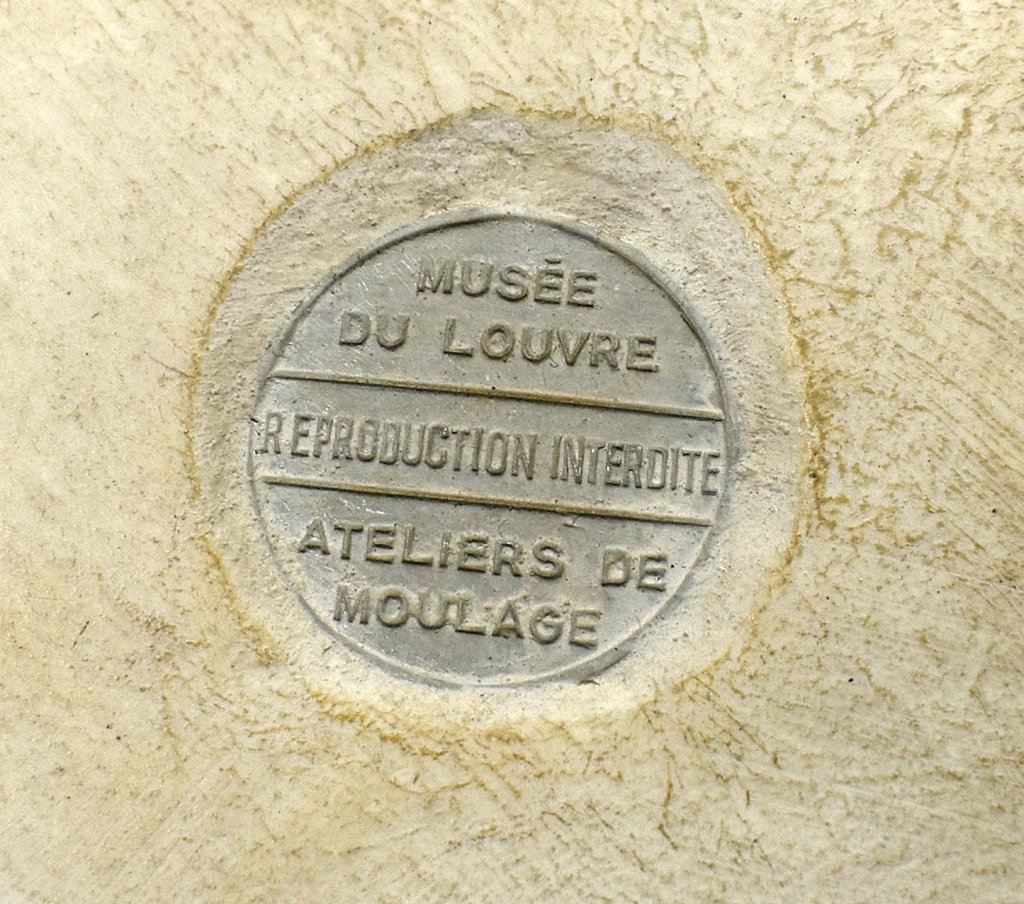 MUSÉE
DU LOUVRE
REPRODUCTION INTERDITE
ATELIERS DE
MOULAGE